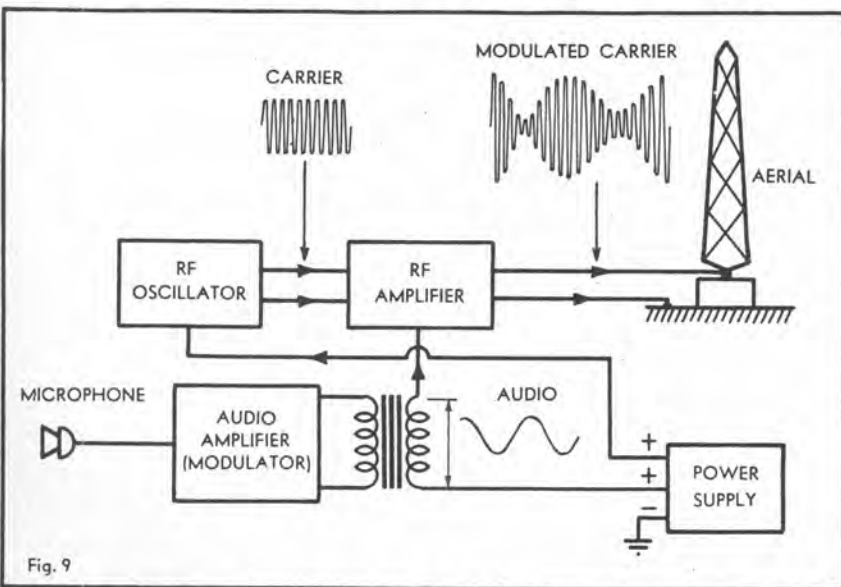 CARRIER
MODULATED CARRIER
AERIAL
RF
OSCILLATOR
RF
AMPLIFIER
MICROPHONE
AUDIO
AMPLIFIER
(MODULATOR)
AUDIO
+
+
−
POWER
SUPPLY
Fig. 9